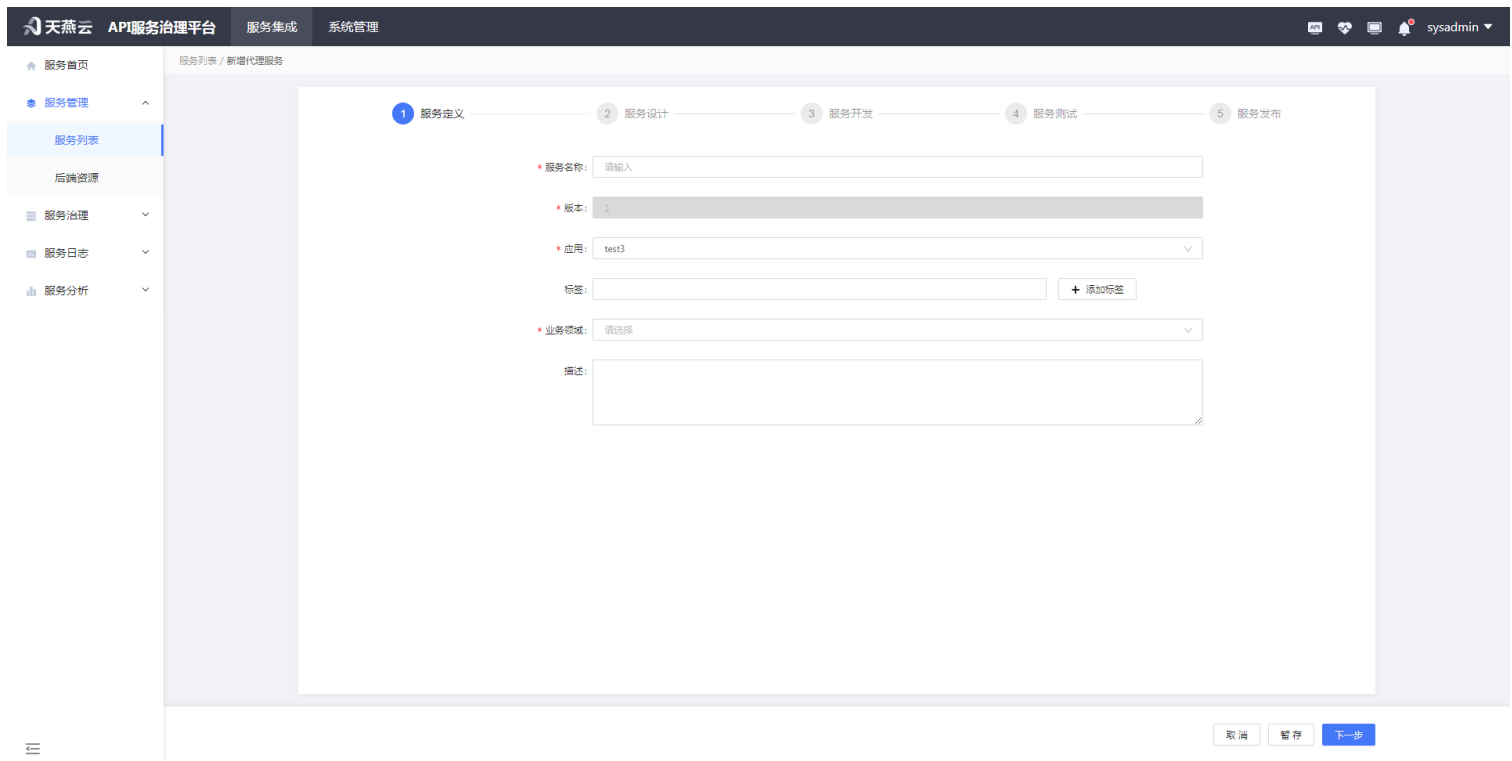 天燕云 API服务治理平台 服务集成 系统管理 API sysadmin
服务首页
服务管理
服务列表
后端资源
服务治理
服务日志
服务分析
服务列表 / 新增代理服务
1 服务定义 2 服务设计 3 服务开发 4 服务测试 5 服务发布
* 服务名称: 请输入
* 版本: 1
* 应用: test3
标签: + 添加标签
* 业务领域: 请选择
描述:
取 消 暂 存 下一步